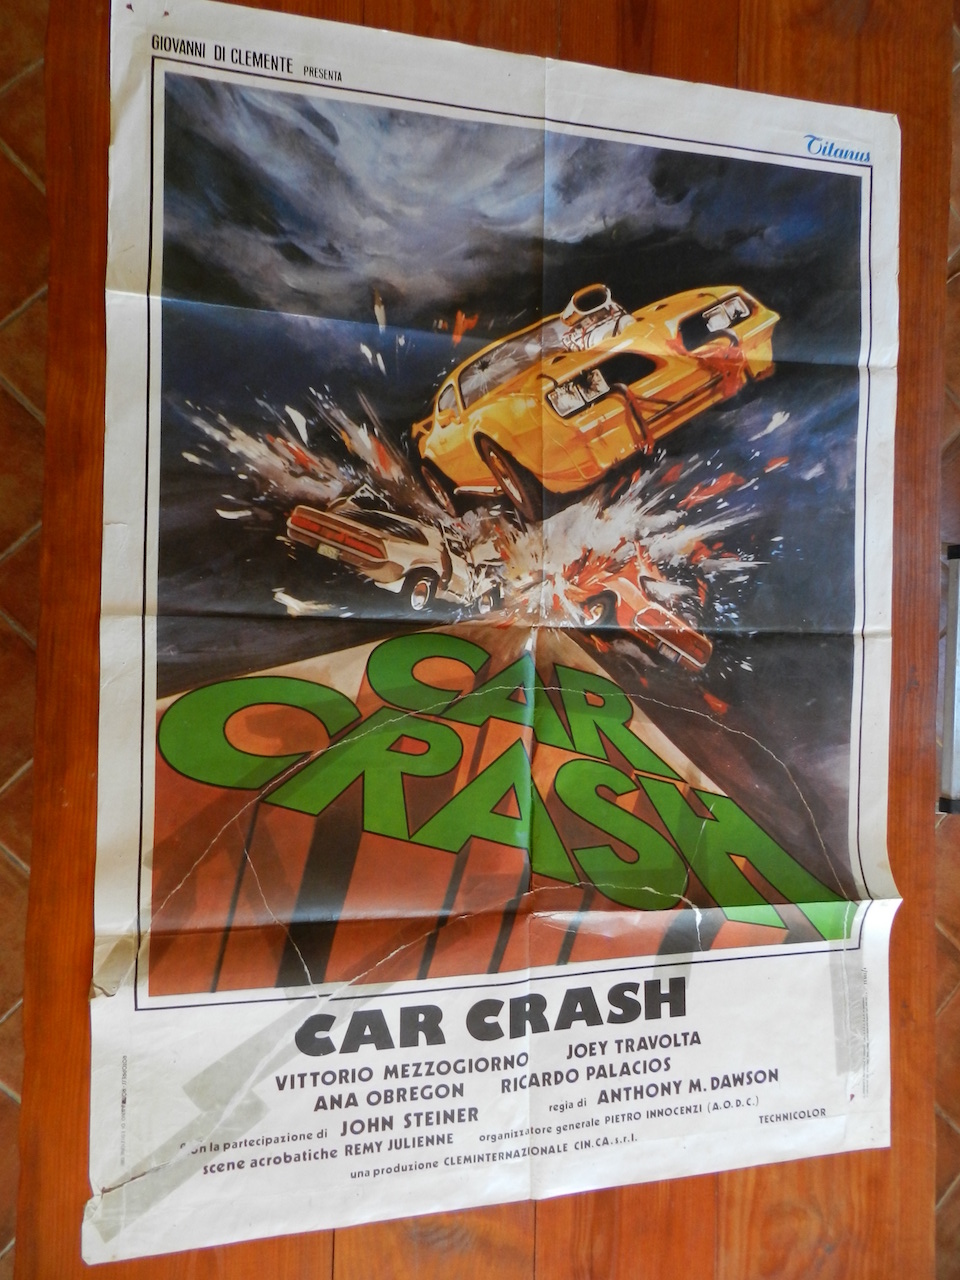 GIOVANNI DI CLEMENTE PRESENTA
Titanus
CAR
CRASH
CAR CRASH
VITTORIO MEZZOGIORNO JOEY TRAVOLTA
ANA OBREGON RICARDO PALACIOS
on la partecipazione di JOHN STEINER regia di ANTHONY M. DAWSON
scene acrobatiche REMY JULIENNE organizzatore generale PIETRO INNOCENZI (A.O.D.C.)
una produzione CLEMINTERNAZIONALE CIN.CA.s.r.l. TECHNICOLOR